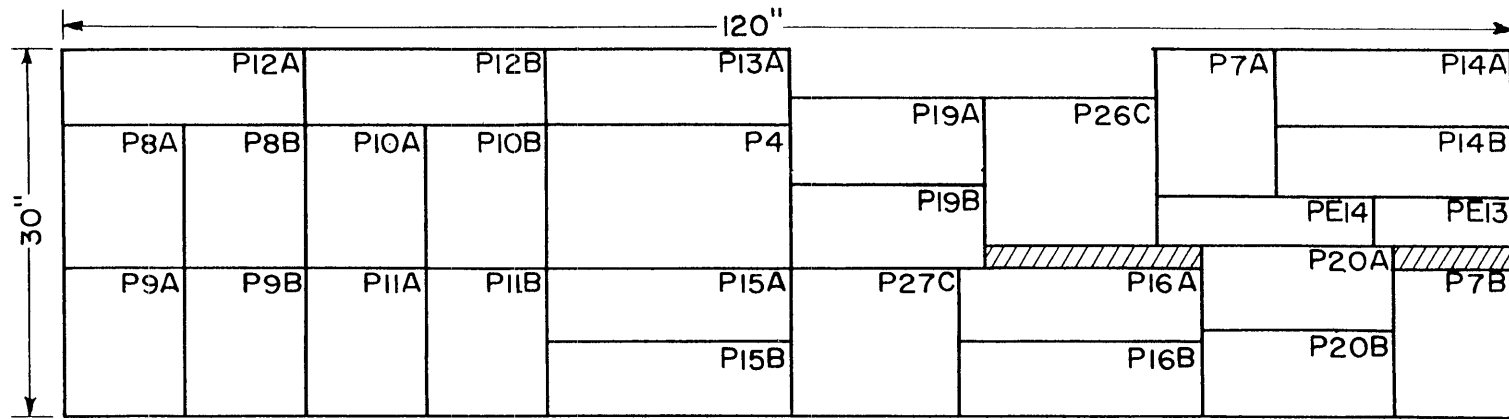 120"
P12A P12B P13A P7A P14A
P19A P26C
P8A P8B P10A P10B P4 P14B
P19B PE14 PE13
30"
P20A
P9A P9B P11A P11B P15A P27C P16A P7B
P15B P16B P20B